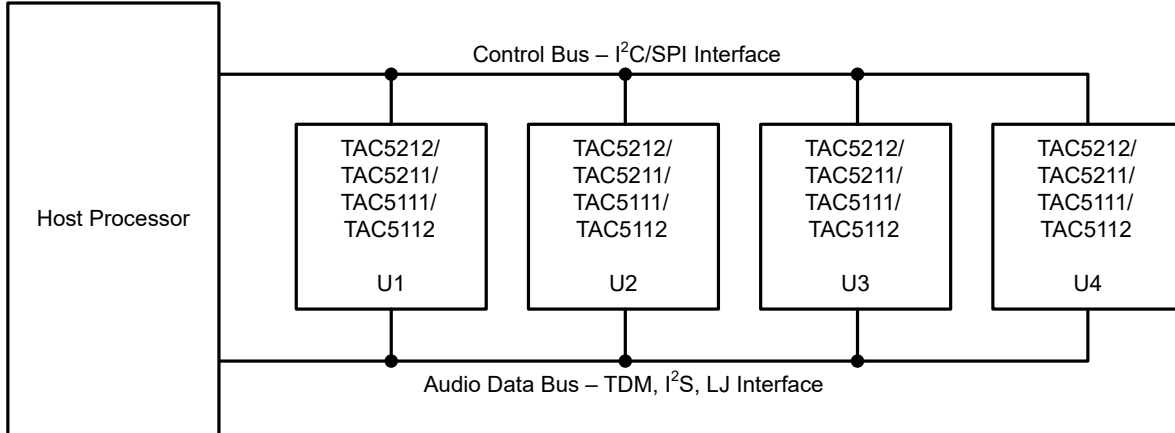 Control Bus – I²C/SPI Interface
Host Processor
TAC5212/
TAC5211/
TAC5111/
TAC5112
U1
TAC5212/
TAC5211/
TAC5111/
TAC5112
U2
TAC5212/
TAC5211/
TAC5111/
TAC5112
U3
TAC5212/
TAC5211/
TAC5111/
TAC5112
U4
Audio Data Bus – TDM, I²S, LJ Interface